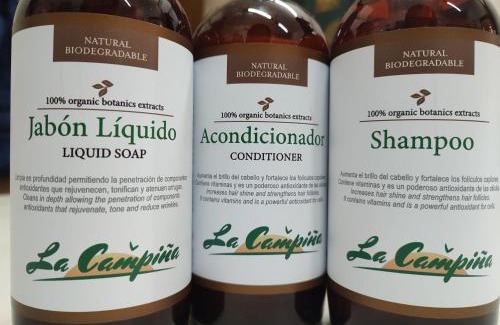 NATURAL
BIODEGRADABLE
100% organic botanics extracts
Jabón Líquido
LIQUID SOAP
Limpia en profundidad permitiendo la penetración de componentes
antioxidantes que rejuvenecen, tonifican y atenuan arrugas.
Cleans in depth allowing the penetration of components
antioxidants that rejuvenate, tone and reduce wrinkles.
La Campiña
NATURAL
BIODEGRADABLE
100% organic botanics extracts
Acondicionador
CONDITIONER
Aumenta el brillo del cabello y fortalece los folículos capilares.
Contiene vitaminas y es un poderoso antioxidante de las
Increases hair shine and strengthens hair follicles.
It contains vitamins and is a powerful antioxidant for
La Campiña
NATURAL
BIODEGRADABLE
100% organic botanics extracts
Shampoo
Aumenta el brillo del cabello y fortalece los folículos
Contiene vitaminas y es un poderoso antioxidante de las
Increases hair shine and strengthens hair follicles.
It contains vitamins and is a powerful antioxidant for
La Campiña